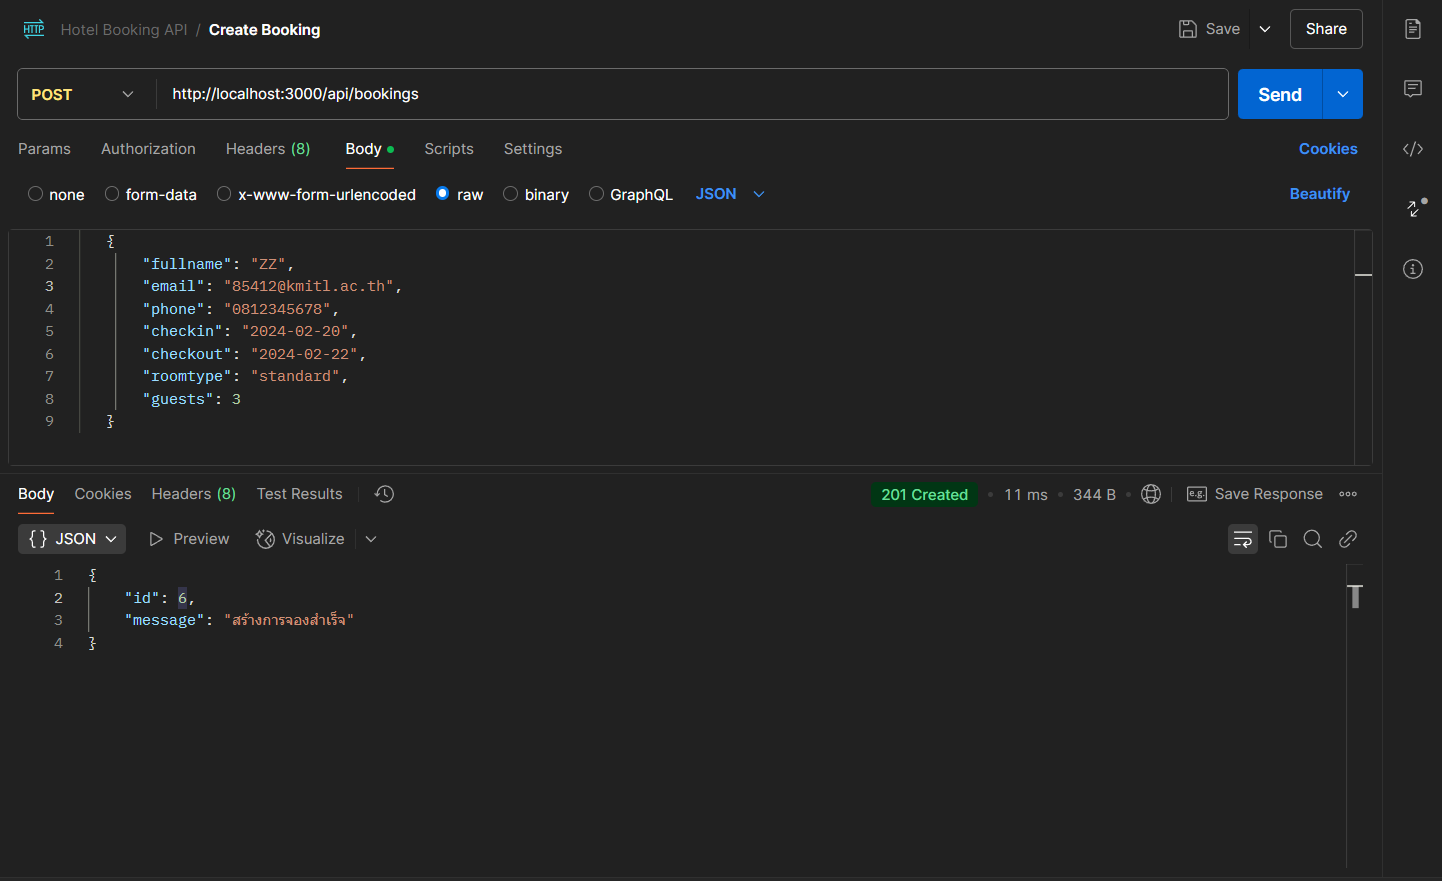 HTTP Hotel Booking API / Create Booking Save Share
POST http://localhost:3000/api/bookings Send
Params Authorization Headers (8) Body Scripts Settings Cookies
none form-data x-www-form-urlencoded raw binary GraphQL JSON Beautify
1 {
2 "fullname": "ZZ",
3 "email": "85412@kmitl.ac.th",
4 "phone": "0812345678",
5 "checkin": "2024-02-20",
6 "checkout": "2024-02-22",
7 "roomtype": "standard",
8 "guests": 3
9 }
Body Cookies Headers (8) Test Results 201 Created 11 ms 344 B e.g. Save Response
{} JSON Preview Visualize
1 {
2 "id": 6,
3 "message": "สร้างการจองสำเร็จ"
4 }